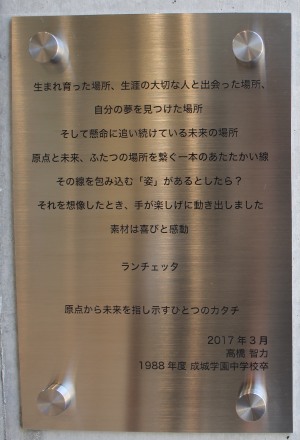 生まれ育った場所、生涯の大切な人と出会った場所、
自分の夢を見つけた場所
そして懸命に追い続けている未来の場所
原点と未来、ふたつの場所を繋ぐ一本のあたたかい線
その線を包み込む「姿」があるとしたら？
それを想像したとき、手が楽しげに動き出しました
素材は喜びと感動
ランチェッタ
原点から未来を指し示すひとつのカタチ
2017 年 3 月
高橋 智力
1988 年度 成城学園中学校卒